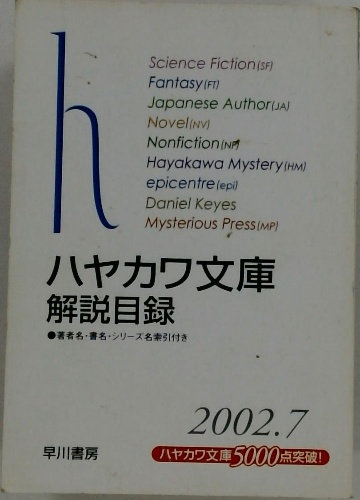 h
Science Fiction(SF)
Fantasy(FT)
Japanese Author(JA)
Novel(NV)
Nonfiction(NF)
Hayakawa Mystery(HM)
epicentre(epi)
Daniel Keyes
Mysterious Press(MP)
ハヤカワ文庫
解説目録
●著者名・書名・シリーズ名索引付き
2002.7
早川書房
ハヤカワ文庫5000点突破!